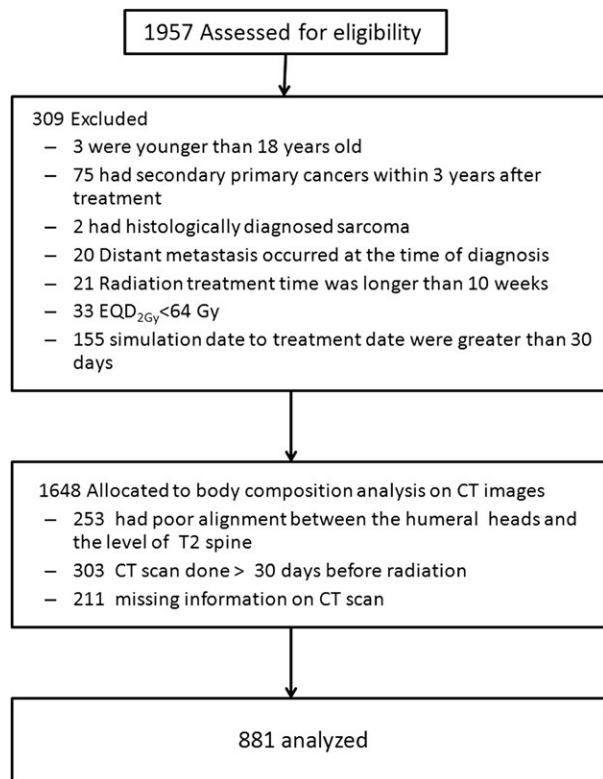 1957 Assessed for eligibility
309 Excluded
– 3 were younger than 18 years old
– 75 had secondary primary cancers within 3 years after
treatment
– 2 had histologically diagnosed sarcoma
– 20 Distant metastasis occurred at the time of diagnosis
– 21 Radiation treatment time was longer than 10 weeks
– 33 EQD2Gy<64 Gy
– 155 simulation date to treatment date were greater than 30
days
1648 Allocated to body composition analysis on CT images
– 253 had poor alignment between the humeral heads and
the level of T2 spine
– 303 CT scan done > 30 days before radiation
– 211 missing information on CT scan
881 analyzed